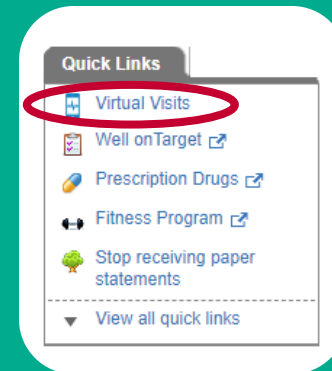 Quick Links
Virtual Visits
Well onTarget
Prescription Drugs
Fitness Program
Stop receiving paper
statements
View all quick links